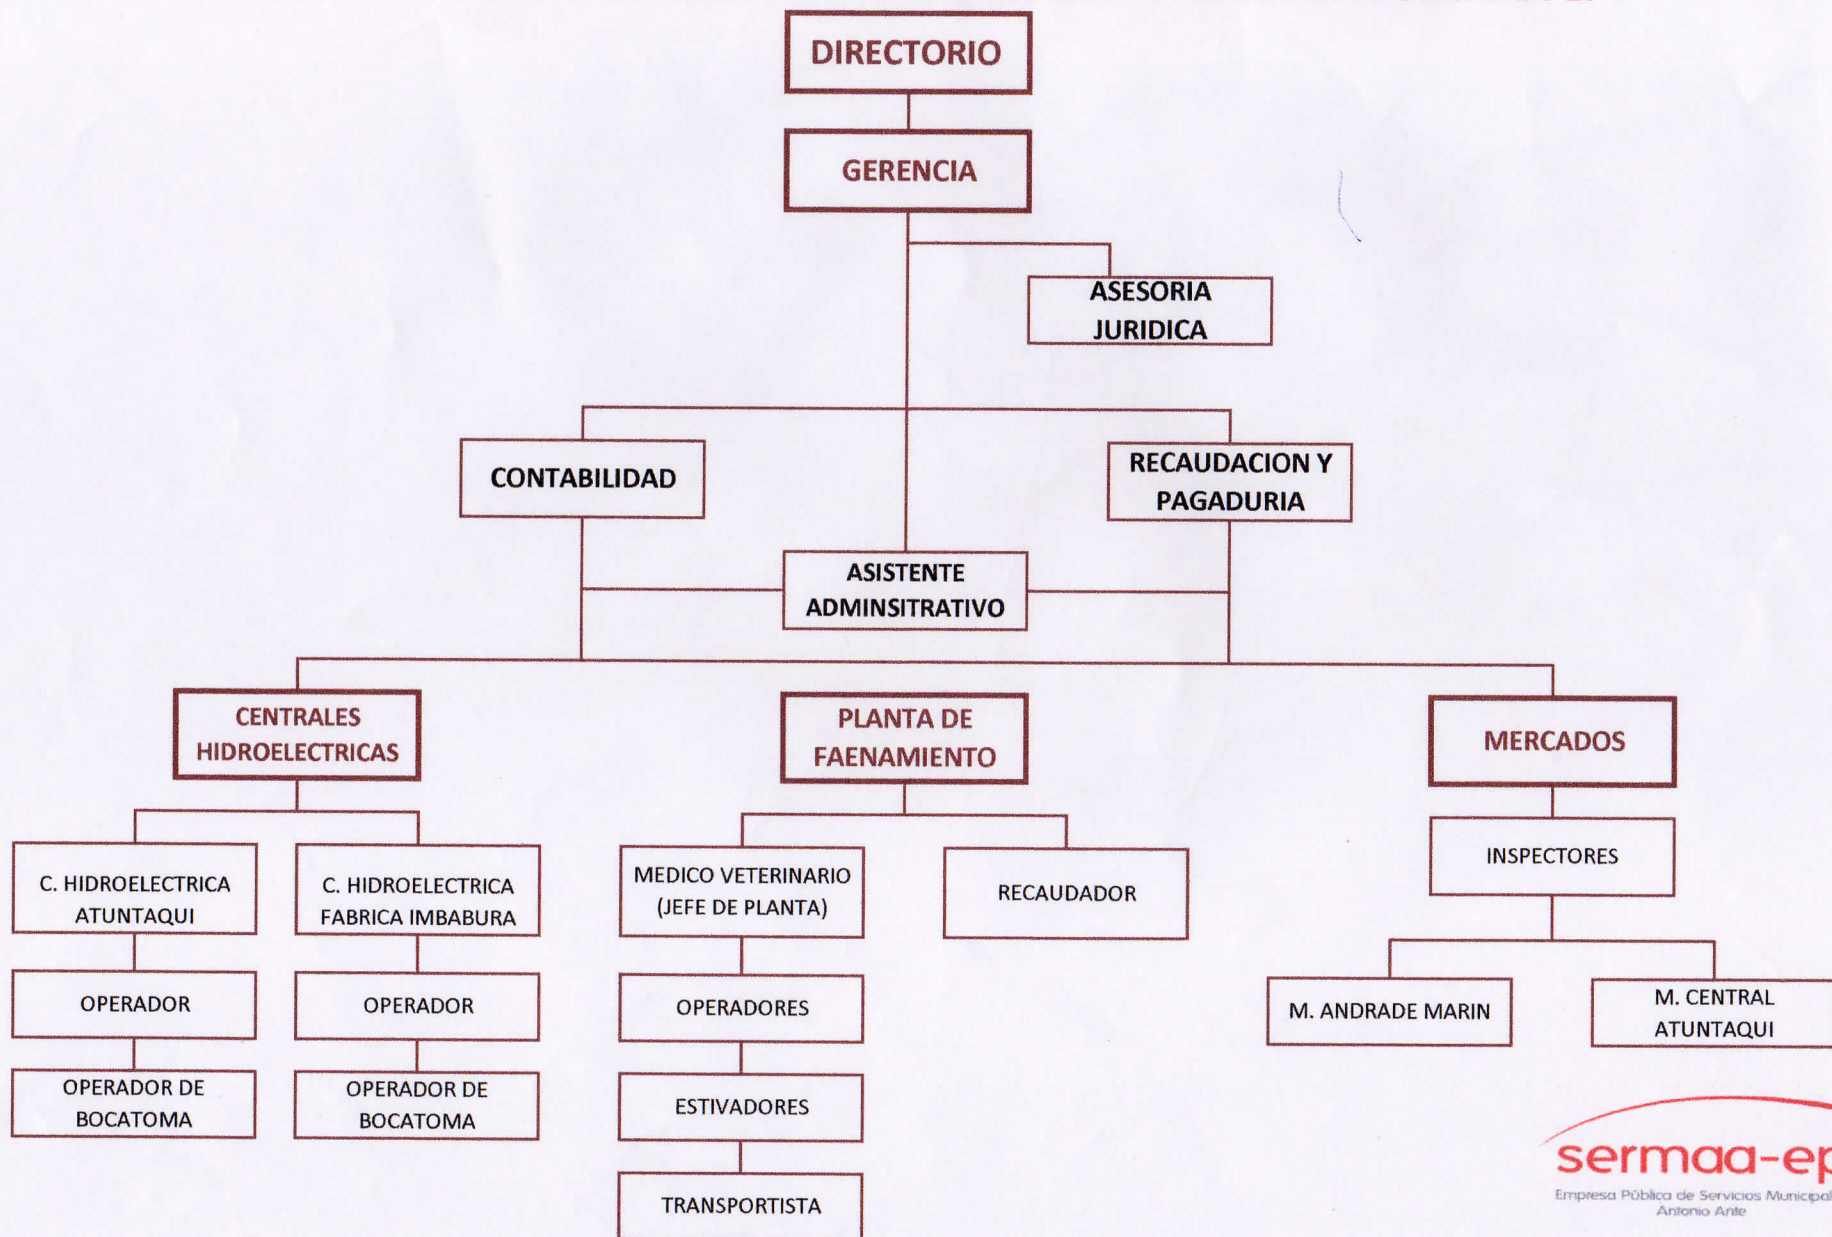 DIRECTORIO
GERENCIA
ASESORIA
JURIDICA
CONTABILIDAD
RECAUDACION Y
PAGADURIA
ASISTENTE
ADMINSITRATIVO
CENTRALES
HIDROELECTRICAS
PLANTA DE
FAENAMIENTO
MERCADOS
C. HIDROELECTRICA
ATUNTAQUI
C. HIDROELECTRICA
FABRICA IMBABURA
MEDICO VETERINARIO
(JEFE DE PLANTA)
RECAUDADOR
INSPECTORES
OPERADOR
OPERADOR
OPERADORES
M. ANDRADE MARIN
M. CENTRAL
ATUNTAQUI
OPERADOR DE
BOCATOMA
OPERADOR DE
BOCATOMA
ESTIVADORES
TRANSPORTISTA
sermaa-ep
Empresa Pública de Servicios
Antonio Ante